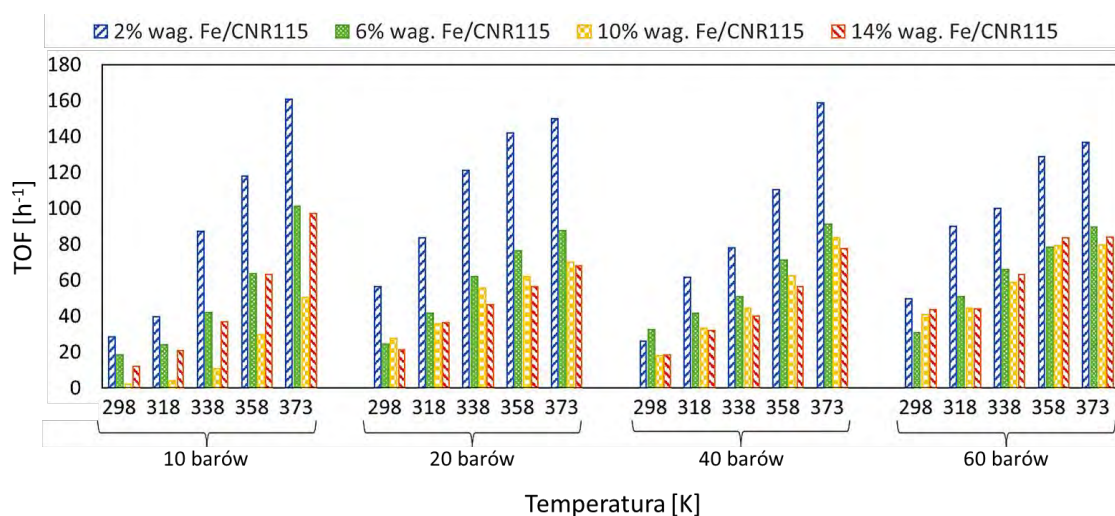 2% wag. Fe/CNR115 6% wag. Fe/CNR115 10% wag. Fe/CNR115 14% wag. Fe/CNR115
180
160
140
120
100
80
60
40
20
0
TOF [h⁻¹]
298 318 338 358 373 298 318 338 358 373 298 318 338 358 373 298 318 338 358 373
10 barów 20 barów 40 barów 60 barów
Temperatura [K]